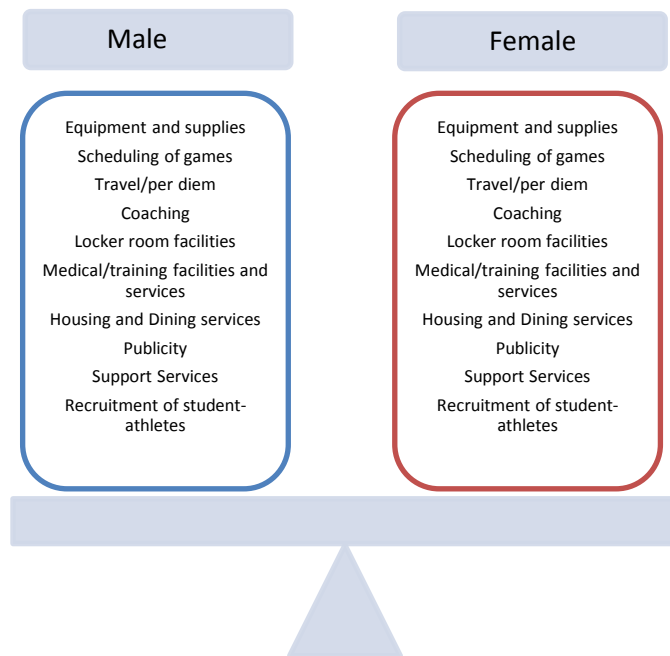 Male
Equipment and supplies
Scheduling of games
Travel/per diem
Coaching
Locker room facilities
Medical/training facilities and
services
Housing and Dining services
Publicity
Support Services
Recruitment of student-
athletes
Female
Equipment and supplies
Scheduling of games
Travel/per diem
Coaching
Locker room facilities
Medical/training facilities and
services
Housing and Dining services
Publicity
Support Services
Recruitment of student-
athletes